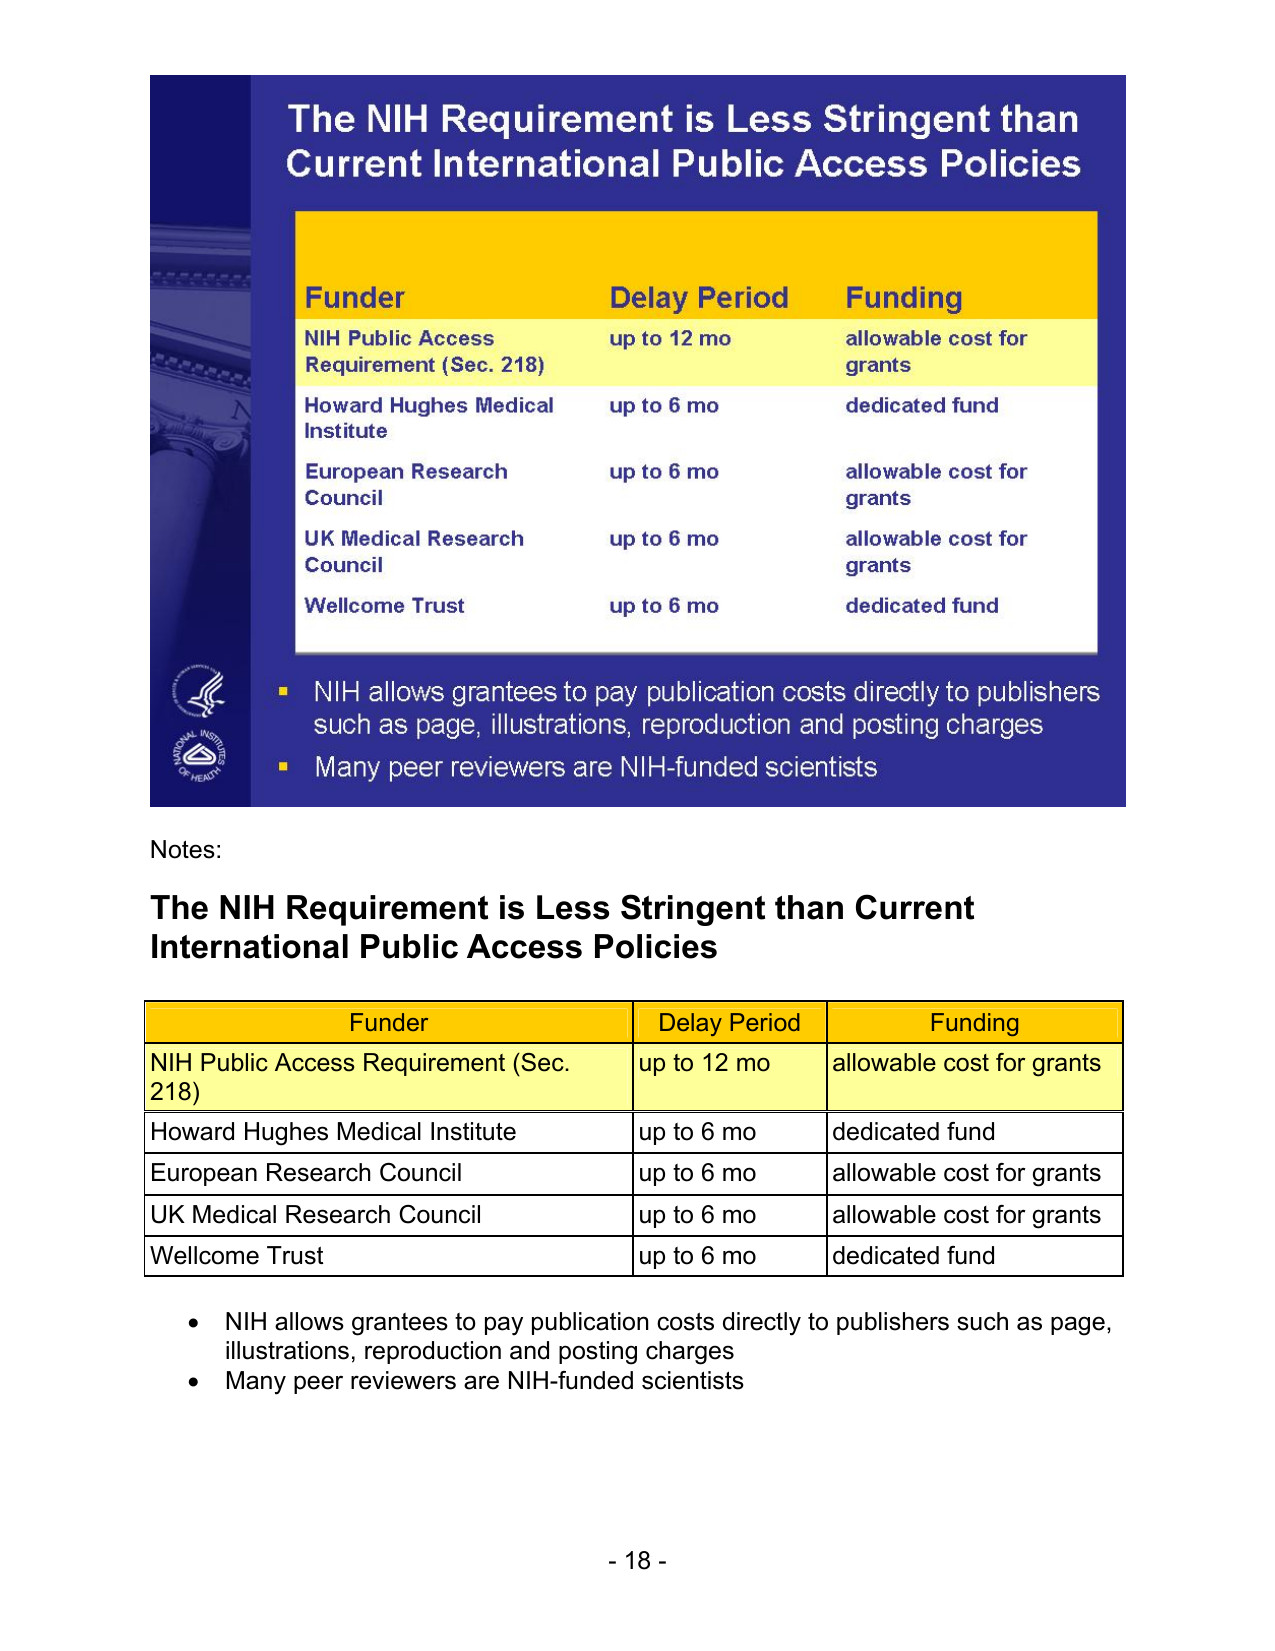 The NIH Requirement is Less Stringent than
Current International Public Access Policies
Funder Delay Period Funding
NIH Public Access up to 12 mo allowable cost for
Requirement (Sec. 218) grants
Howard Hughes Medical up to 6 mo dedicated fund
Institute
European Research up to 6 mo allowable cost for
Council grants
UK Medical Research up to 6 mo allowable cost for
Council grants
Wellcome Trust up to 6 mo dedicated fund
▪ NIH allows grantees to pay publication costs directly to publishers
such as page, illustrations, reproduction and posting charges
▪ Many peer reviewers are NIH-funded scientists
NATIONAL INSTITUTES
OF HEALTH
Notes:
The NIH Requirement is Less Stringent than Current
International Public Access Policies
Funder Delay Period Funding
NIH Public Access Requirement (Sec. up to 12 mo allowable cost for grants
218)
Howard Hughes Medical Institute up to 6 mo dedicated fund
European Research Council up to 6 mo allowable cost for grants
UK Medical Research Council up to 6 mo allowable cost for grants
Wellcome Trust up to 6 mo dedicated fund
• NIH allows grantees to pay publication costs directly to publishers such as page,
illustrations, reproduction and posting charges
• Many peer reviewers are NIH-funded scientists
- 18 -